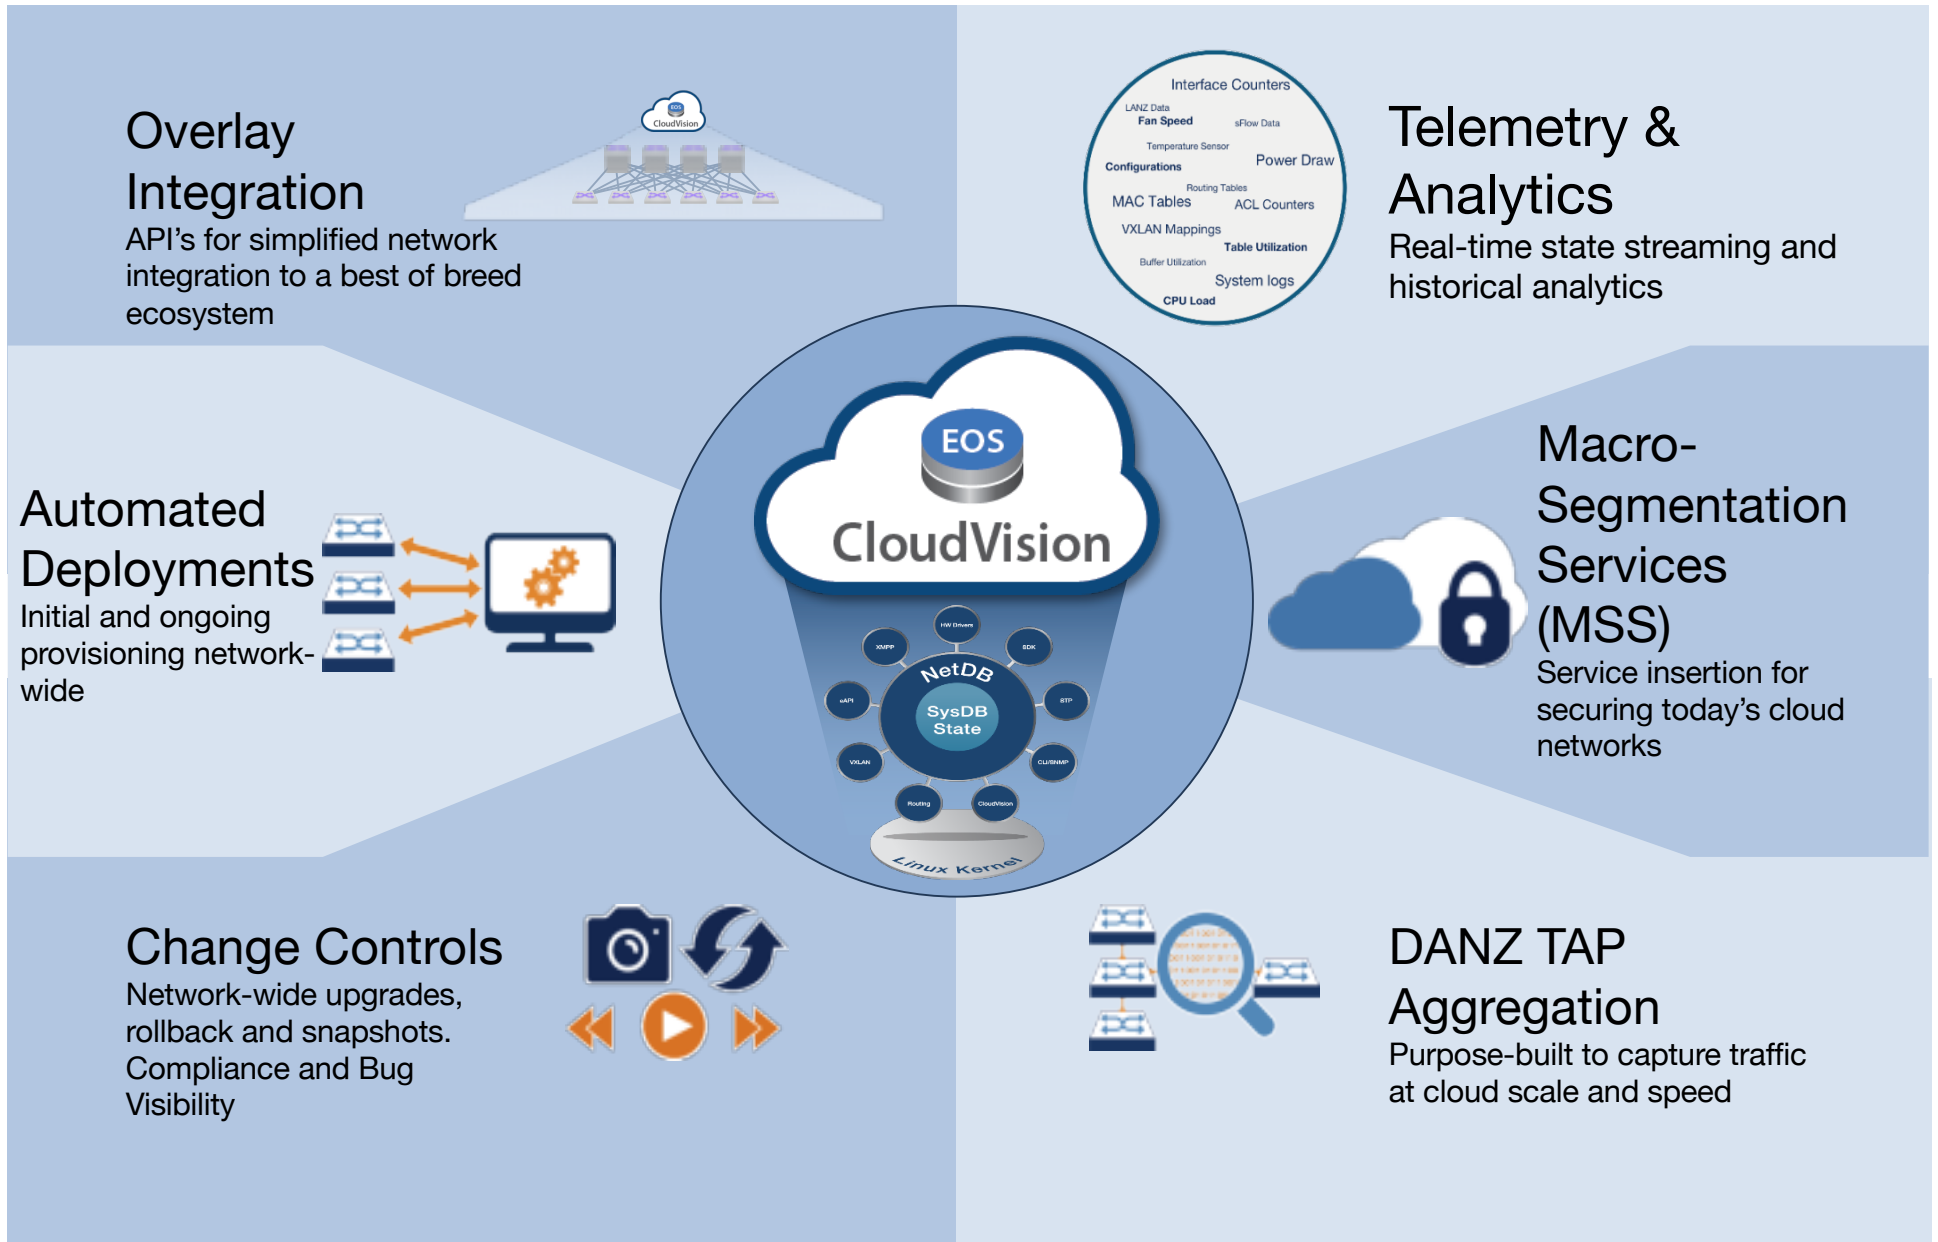 Overlay
Integration
API's for simplified network
integration to a best of breed
ecosystem
EOS
CloudVision
Interface Counters
LANZ Data
Fan Speed
sFlow Data
Temperature Sensor
Configurations
Power Draw
Routing Tables
MAC Tables
ACL Counters
VXLAN Mappings
Table Utilization
Buffer Utilization
System logs
CPU Load
Telemetry &
Analytics
Real-time state streaming and
historical analytics
Automated
Deployments
Initial and ongoing
provisioning network-
wide
EOS
CloudVision
HW Drivers
XMPP
SDK
NetDB
eAPI
SysDB
State
STP
VXLAN
CLI/SNMP
Routing
CloudVision
Linux Kernel
Macro-
Segmentation
Services
(MSS)
Service insertion for
securing today's cloud
networks
Change Controls
Network-wide upgrades,
rollback and snapshots.
Compliance and Bug
Visibility
DANZ TAP
Aggregation
Purpose-built to capture traffic
at cloud scale and speed